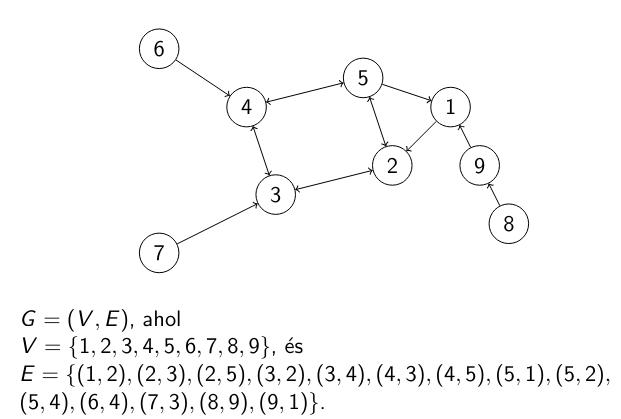 6
5
4
1
2
9
3
8
7
G = (V, E), ahol
V = {1, 2, 3, 4, 5, 6, 7, 8, 9}, és
E = {(1, 2), (2, 3), (2, 5), (3, 2), (3, 4), (4, 3), (4, 5), (5, 1), (5, 2),
(5, 4), (6, 4), (7, 3), (8, 9), (9, 1)}.